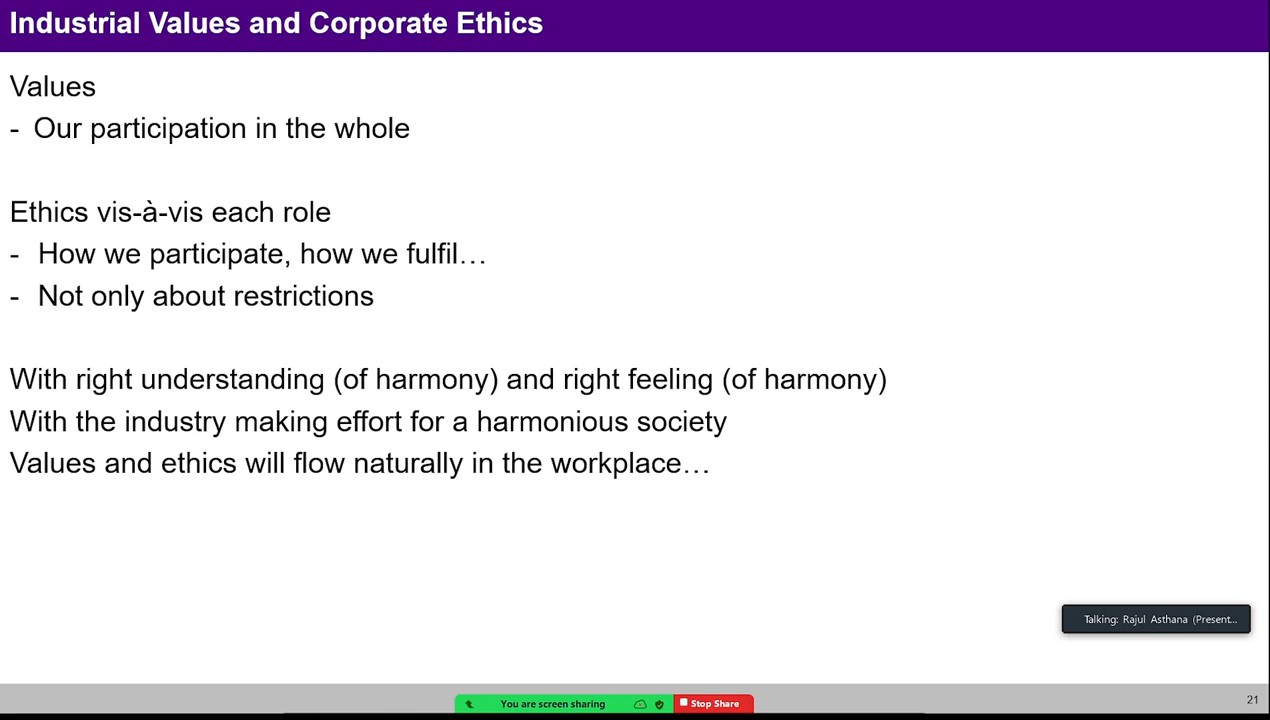 Industrial Values and Corporate Ethics
Values
- Our participation in the whole
Ethics vis-à-vis each role
- How we participate, how we fulfil…
- Not only about restrictions
With right understanding (of harmony) and right feeling (of harmony)
With the industry making effort for a harmonious society
Values and ethics will flow naturally in the workplace…
Talking: Rajul Asthana (Present...
21
You are screen sharing
Stop Share